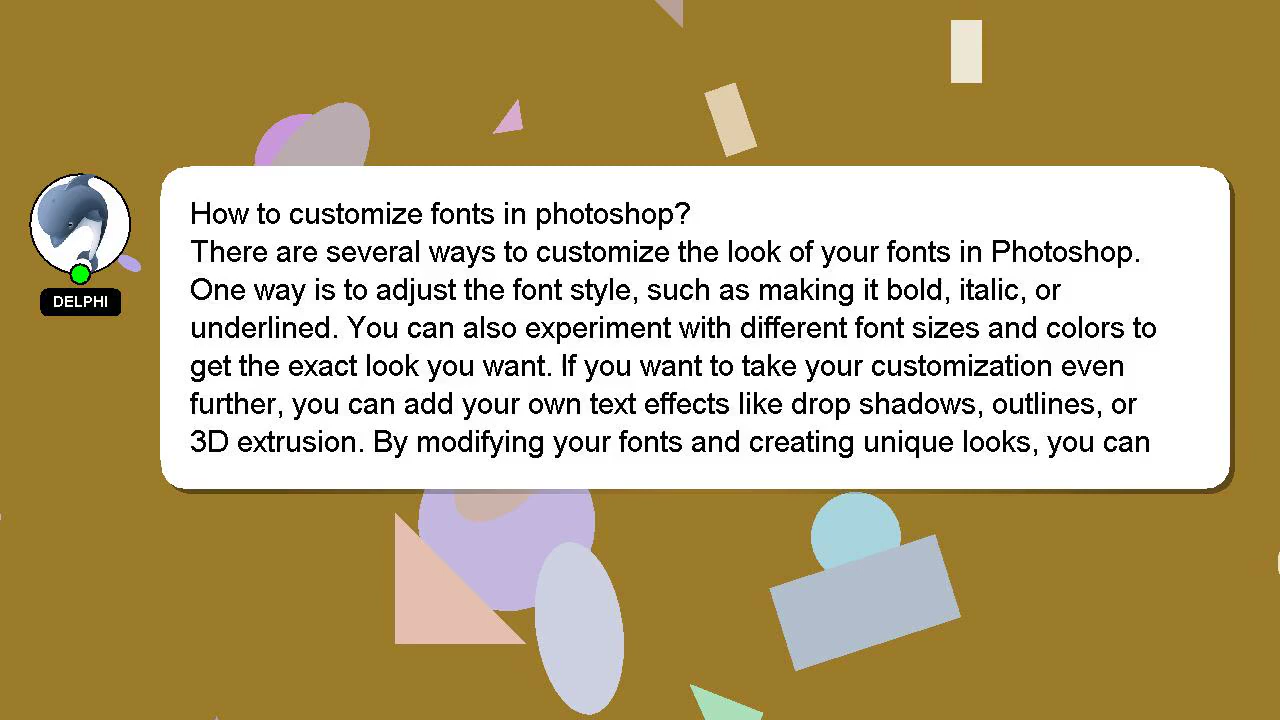 How to customize fonts in photoshop?
There are several ways to customize the look of your fonts in Photoshop.
One way is to adjust the font style, such as making it bold, italic, or
underlined. You can also experiment with different font sizes and colors to
get the exact look you want. If you want to take your customization even
further, you can add your own text effects like drop shadows, outlines, or
3D extrusion. By modifying your fonts and creating unique looks, you can
DELPHI